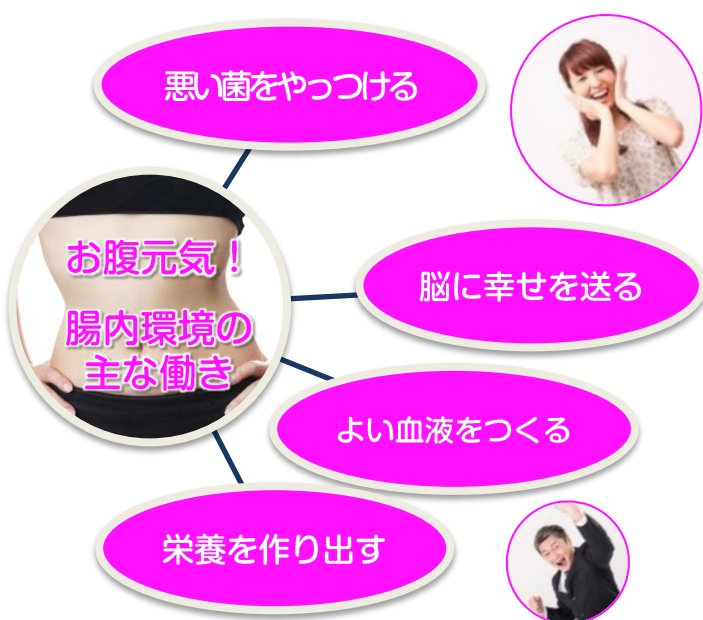 悪い菌をやっつける
お腹元気！
腸内環境の
主な働き
脳に幸せを送る
よい血液をつくる
栄養を作り出す